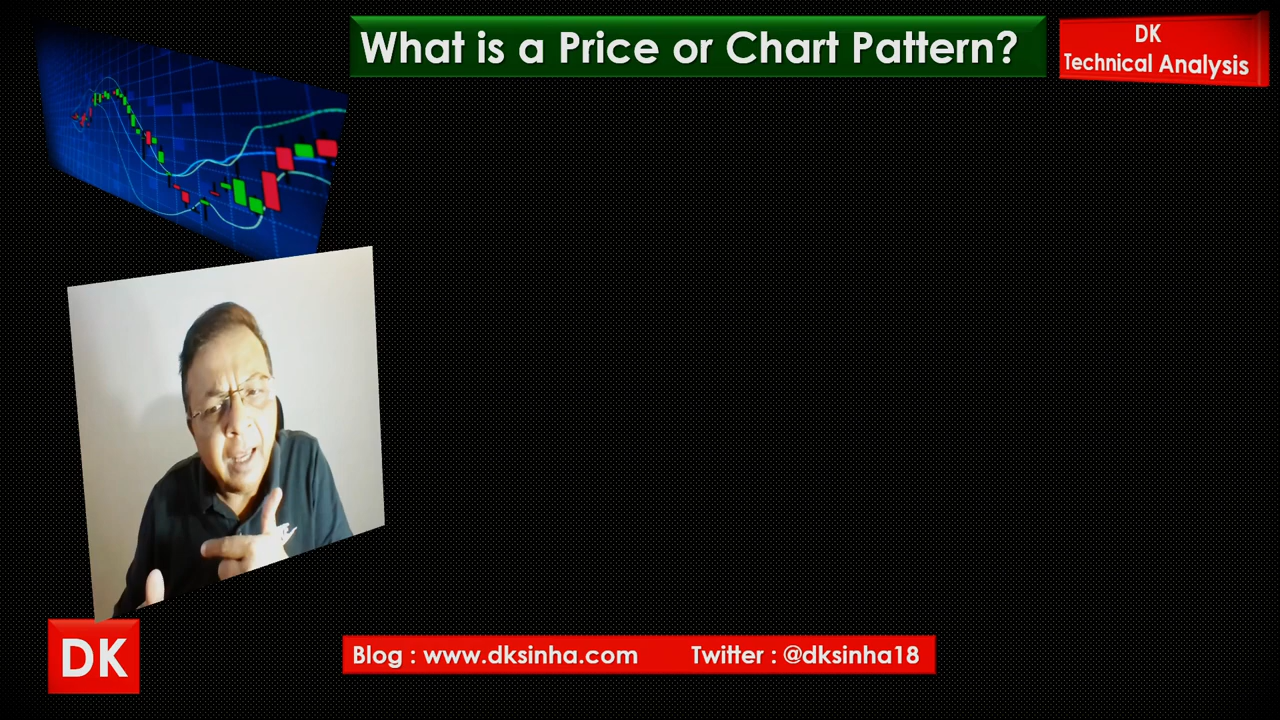 What is a Price or Chart Pattern?
DK
Technical Analysis
DK
Blog : www.dksinha.com Twitter : @dksinha18